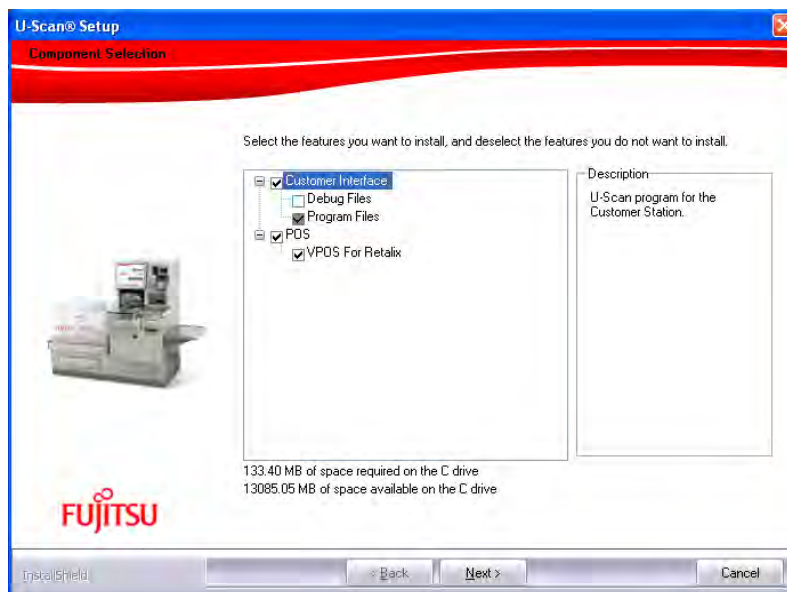 U-Scan® Setup
Component Selection
Select the features you want to install, and deselect the features you do not want to install.
Customer Interface
Debug Files
Program Files
POS
VPOS For Retalix
Description
U-Scan program for the
Customer Station.
133.40 MB of space required on the C drive
13085.05 MB of space available on the C drive
FUJITSU
InstallShield
< Back
Next >
Cancel